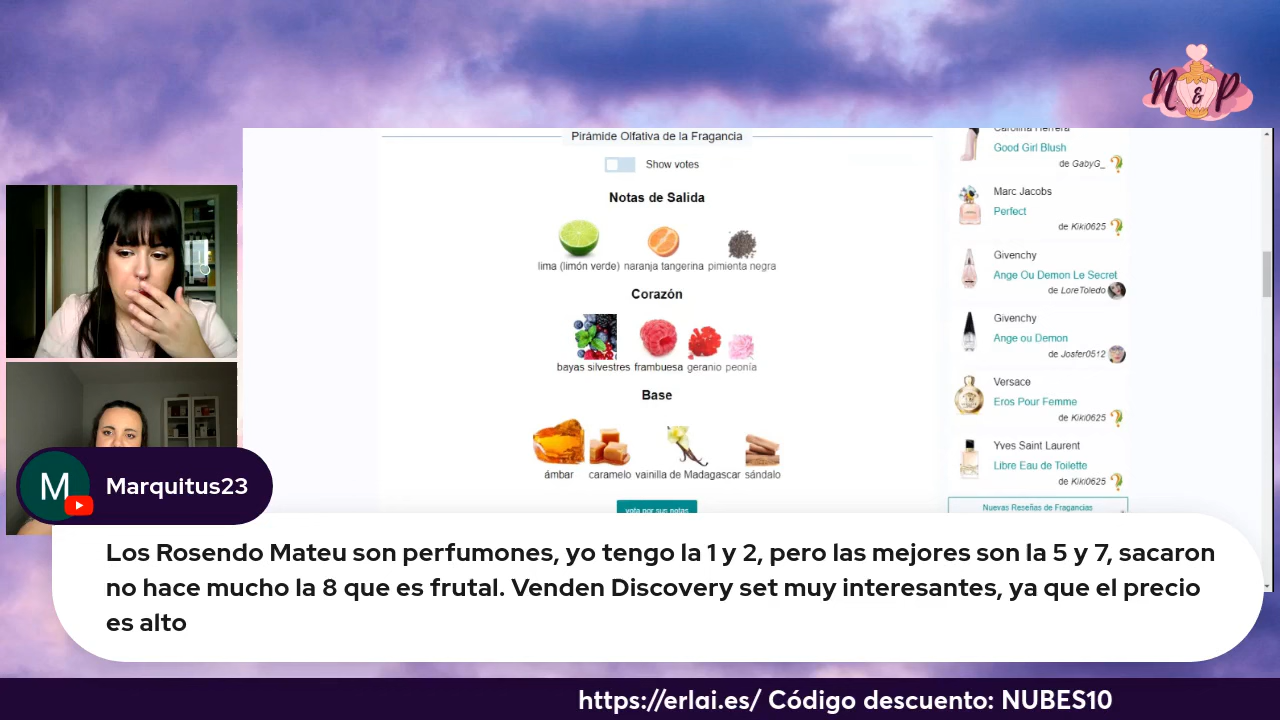 N & P
Pirámide Olfativa de la Fragancia
Show votes
Notas de Salida
lima (limón verde) naranja tangerina pimienta negra
Corazón
bayas silvestres frambuesa geranio peonía
Base
ámbar caramelo vainilla de Madagascar sándalo
vota por sus notas
Carolina Herrera
Good Girl Blush
de GabyG_
Marc Jacobs
Perfect
de Kiki0625
Givenchy
Ange Ou Demon Le Secret
de LoreToledo
Givenchy
Ange ou Demon
de Josfer0512
Versace
Eros Pour Femme
de Kiki0625
Yves Saint Laurent
Libre Eau de Toilette
de Kiki0625
Nuevas Reseñas de Fragancias
M
Marquitus23
Los Rosendo Mateu son perfumones, yo tengo la 1 y 2, pero las mejores son la 5 y 7, sacaron
no hace mucho la 8 que es frutal. Venden Discovery set muy interesantes, ya que el precio
es alto
https://erlai.es/ Código descuento: NUBES10